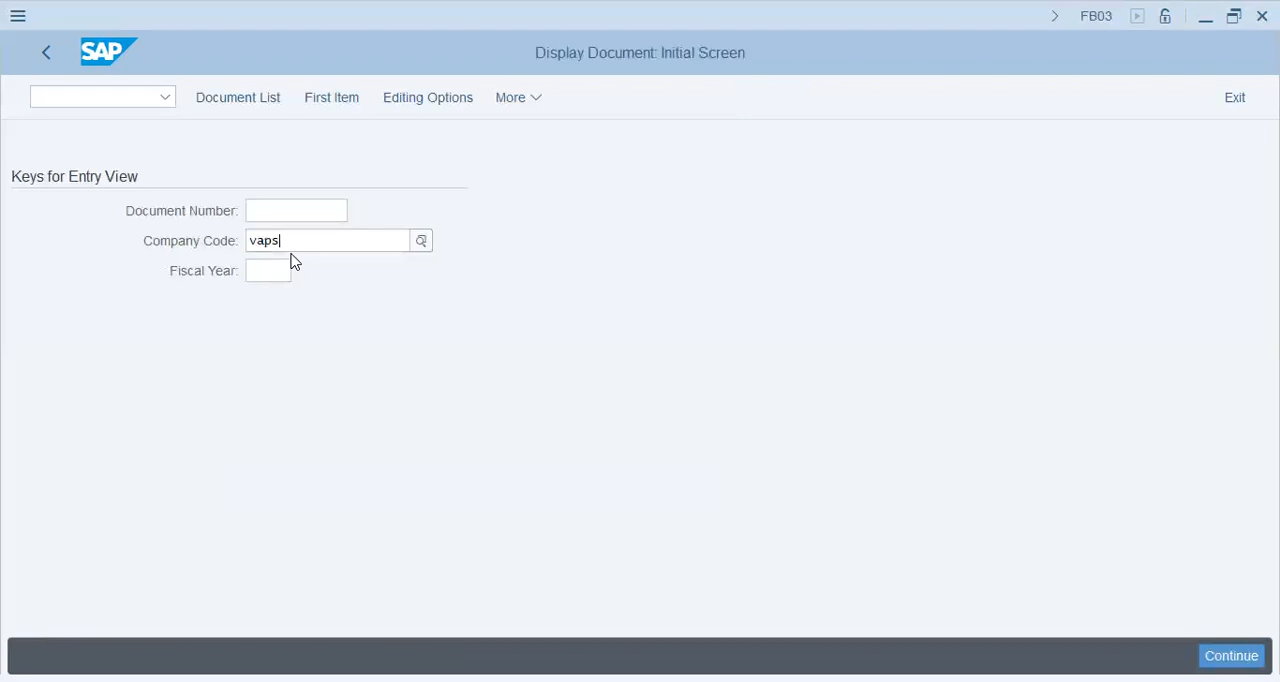 FB03
SAP Display Document: Initial Screen
Document List First Item Editing Options More Exit
Keys for Entry View
Document Number:
Company Code: vaps
Fiscal Year:
Continue